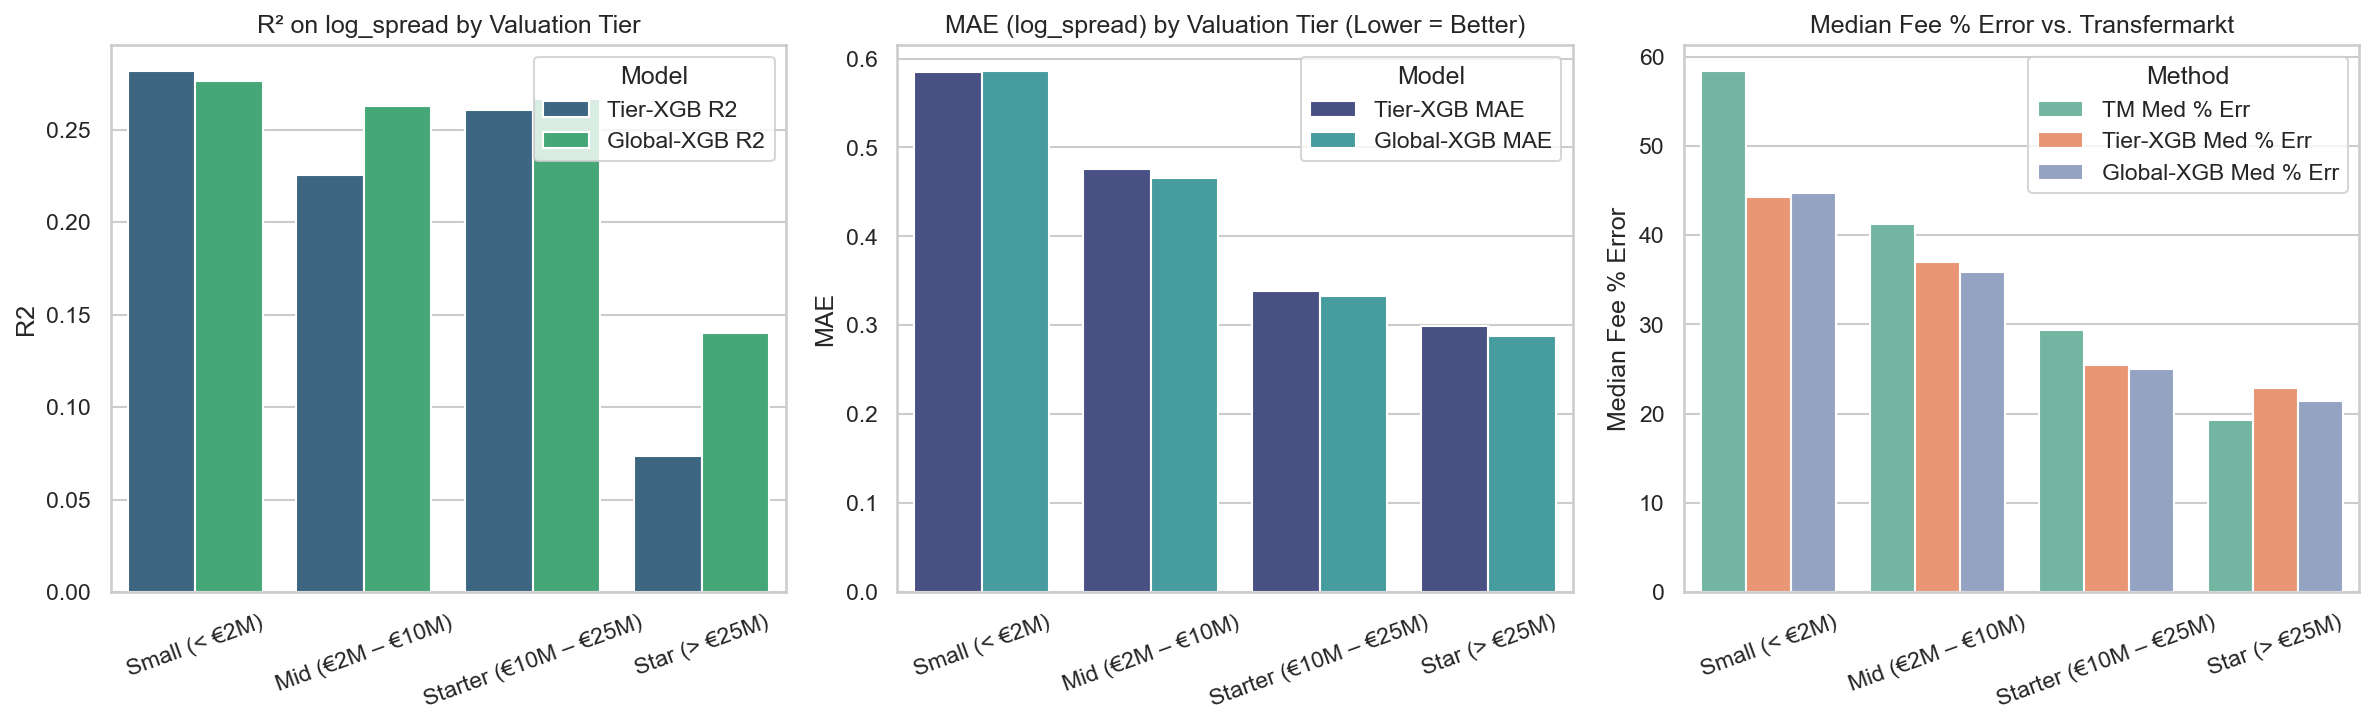 R² on log_spread by Valuation Tier
R2
0.25
0.20
0.15
0.10
0.05
0.00
Model
Tier-XGB R2
Global-XGB R2
Small (< €2M)
Mid (€2M – €10M)
Starter (€10M – €25M)
Star (> €25M)
MAE (log_spread) by Valuation Tier (Lower = Better)
MAE
0.6
0.5
0.4
0.3
0.2
0.1
0.0
Model
Tier-XGB MAE
Global-XGB MAE
Small (< €2M)
Mid (€2M – €10M)
Starter (€10M – €25M)
Star (> €25M)
Median Fee % Error vs. Transfermarkt
Median Fee % Error
60
50
40
30
20
10
0
Method
TM Med % Err
Tier-XGB Med % Err
Global-XGB Med % Err
Small (< €2M)
Mid (€2M – €10M)
Starter (€10M – €25M)
Star (> €25M)